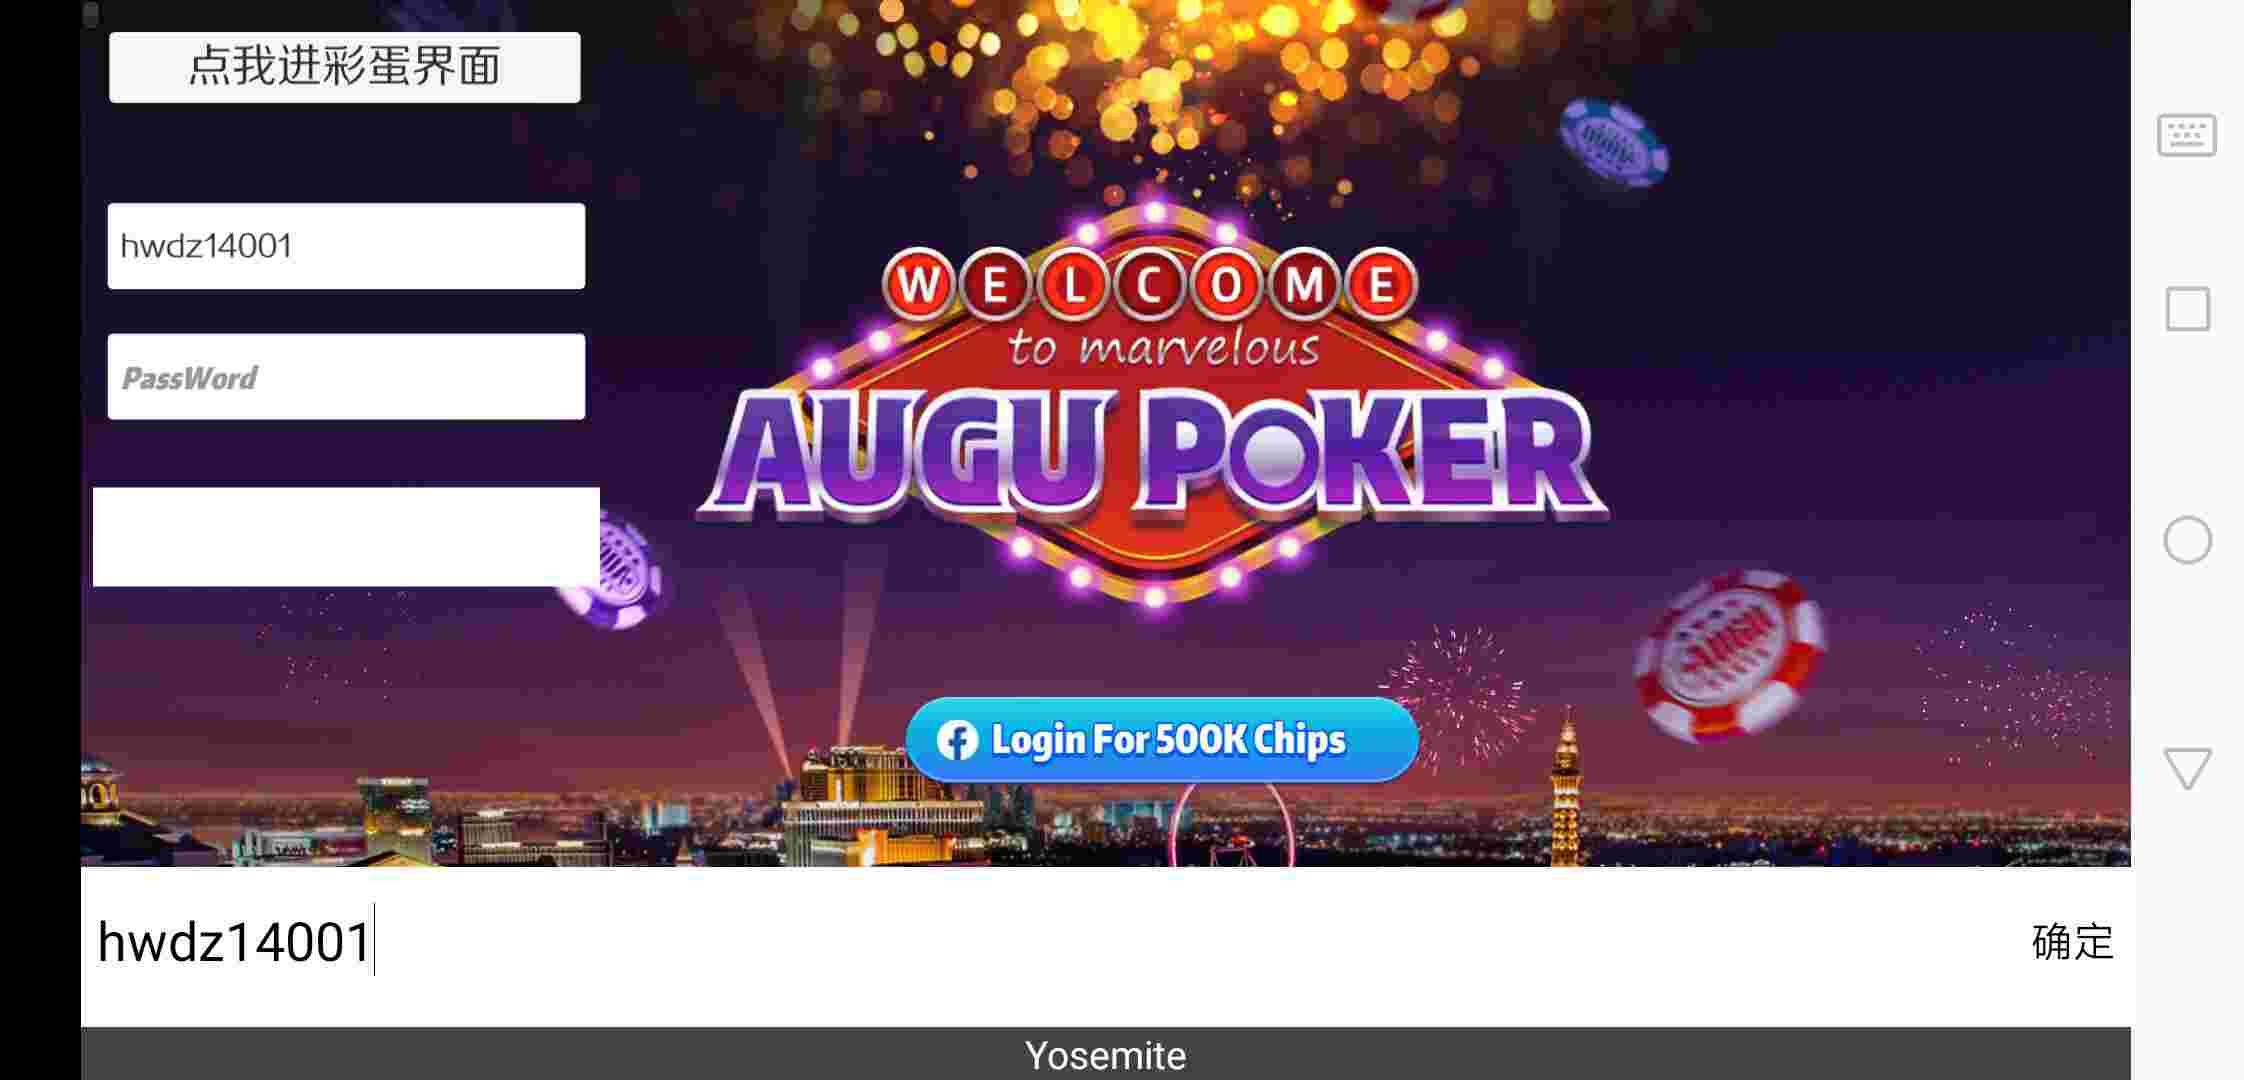 点我进彩蛋界面
hwdz14001
PassWord
WELCOME
to marvelous
AUGU POKER
Login For 500K Chips
hwdz14001
确定
Yosemite